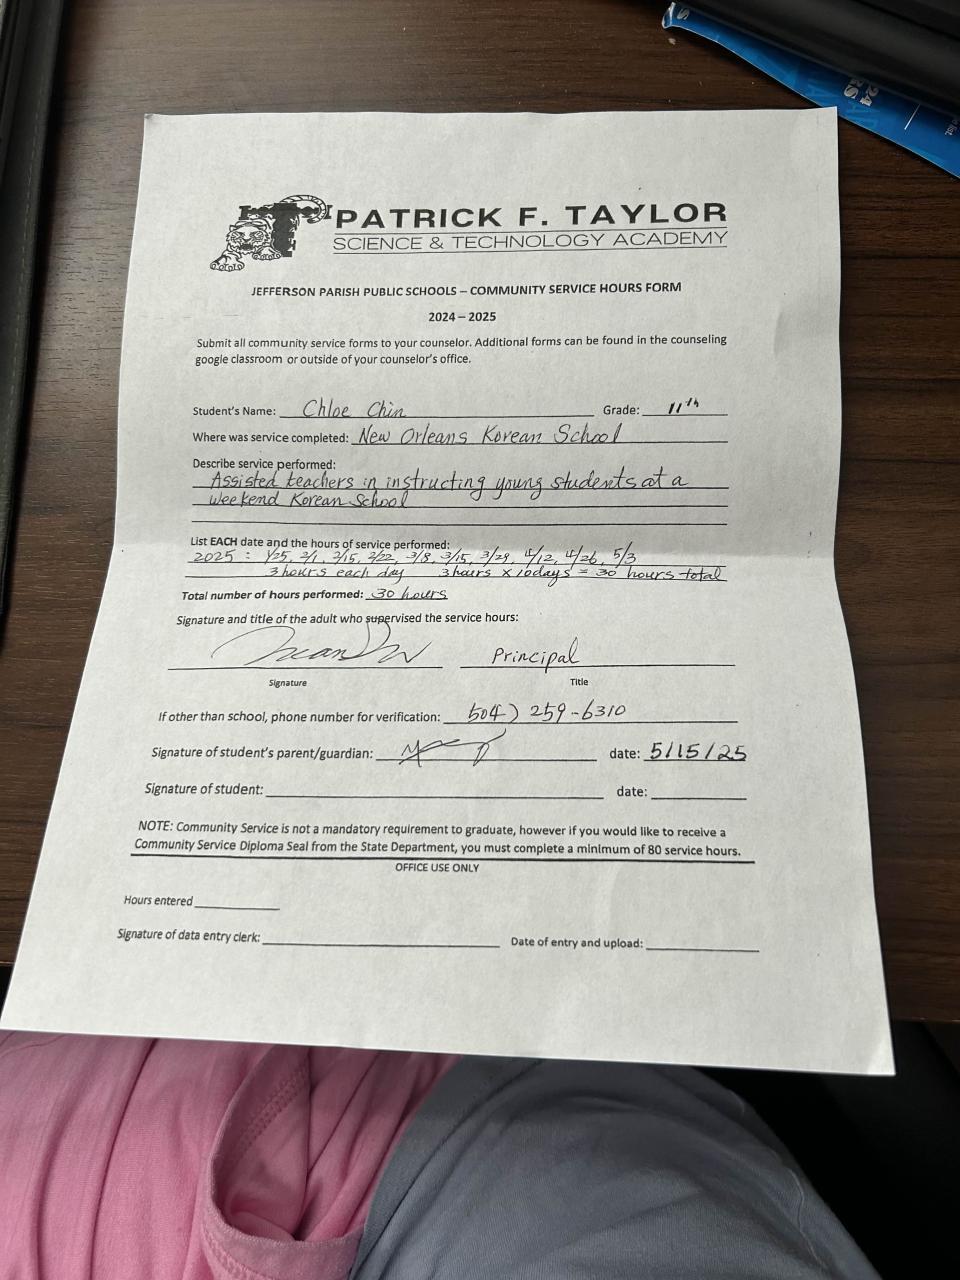 PATRICK F. TAYLOR
SCIENCE & TECHNOLOGY ACADEMY
JEFFERSON PARISH PUBLIC SCHOOLS – COMMUNITY SERVICE HOURS FORM
2024 – 2025
Submit all community service forms to your counselor. Additional forms can be found in the counseling
google classroom or outside of your counselor's office.
Student's Name: Chloe Chin Grade: 11th
Where was service completed: New Orleans Korean School
Describe service performed:
Assisted teachers in instructing young students at a
weekend Korean School
List EACH date and the hours of service performed:
2025 : 1/25, 2/1, 2/15, 2/22, 3/8, 3/15, 3/29, 4/12, 4/26, 5/3
3 hours each day 3 hours x 10 days = 30 hours total
Total number of hours performed: 30 hours
Signature and title of the adult who supervised the service hours:
Principal
Signature Title
If other than school, phone number for verification: 504) 259-6310
Signature of student's parent/guardian: date: 5/15/25
Signature of student: date:
NOTE: Community Service is not a mandatory requirement to graduate, however if you would like to receive a
Community Service Diploma Seal from the State Department, you must complete a minimum of 80 service hours.
OFFICE USE ONLY
Hours entered
Signature of data entry clerk: Date of entry and upload: